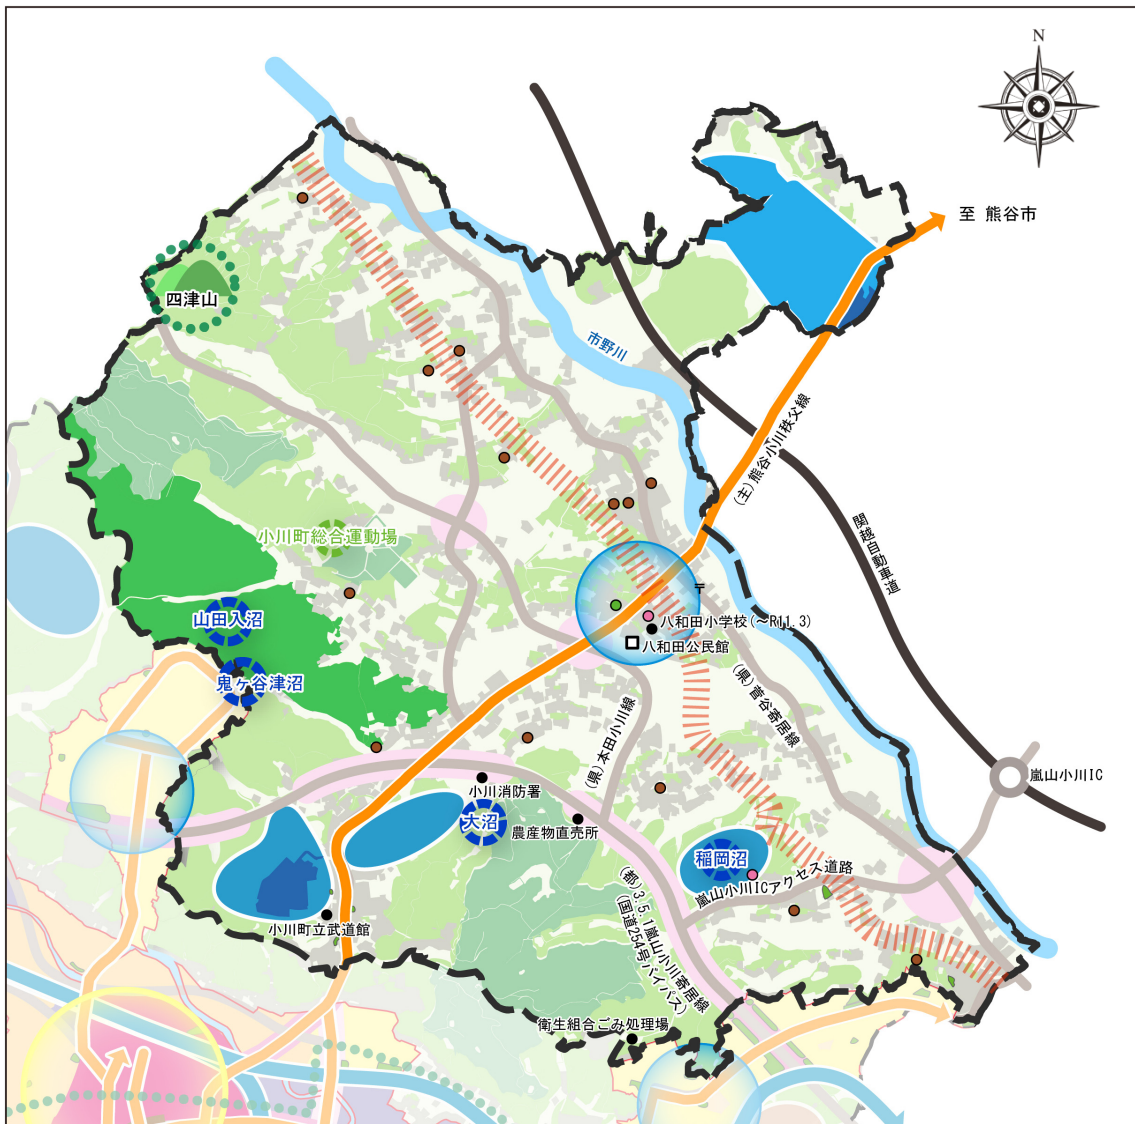 N
至 熊谷市
四津山
市野川
(主)熊谷小川秩父線
関越自動車道
小川町総合運動場
山田入沼
鬼ヶ谷津沼
〒
八和田小学校(～R11.3)
八和田公民館
(県)菅谷寄居線
(県)本田小川線
嵐山小川IC
小川消防署
大沼
農産物直売所
稲岡沼
嵐山小川ICアクセス道路
小川町立武道館
(都)3.5.1嵐山小川寄居線
(国道254号バイパス)
衛生組合ごみ処理場